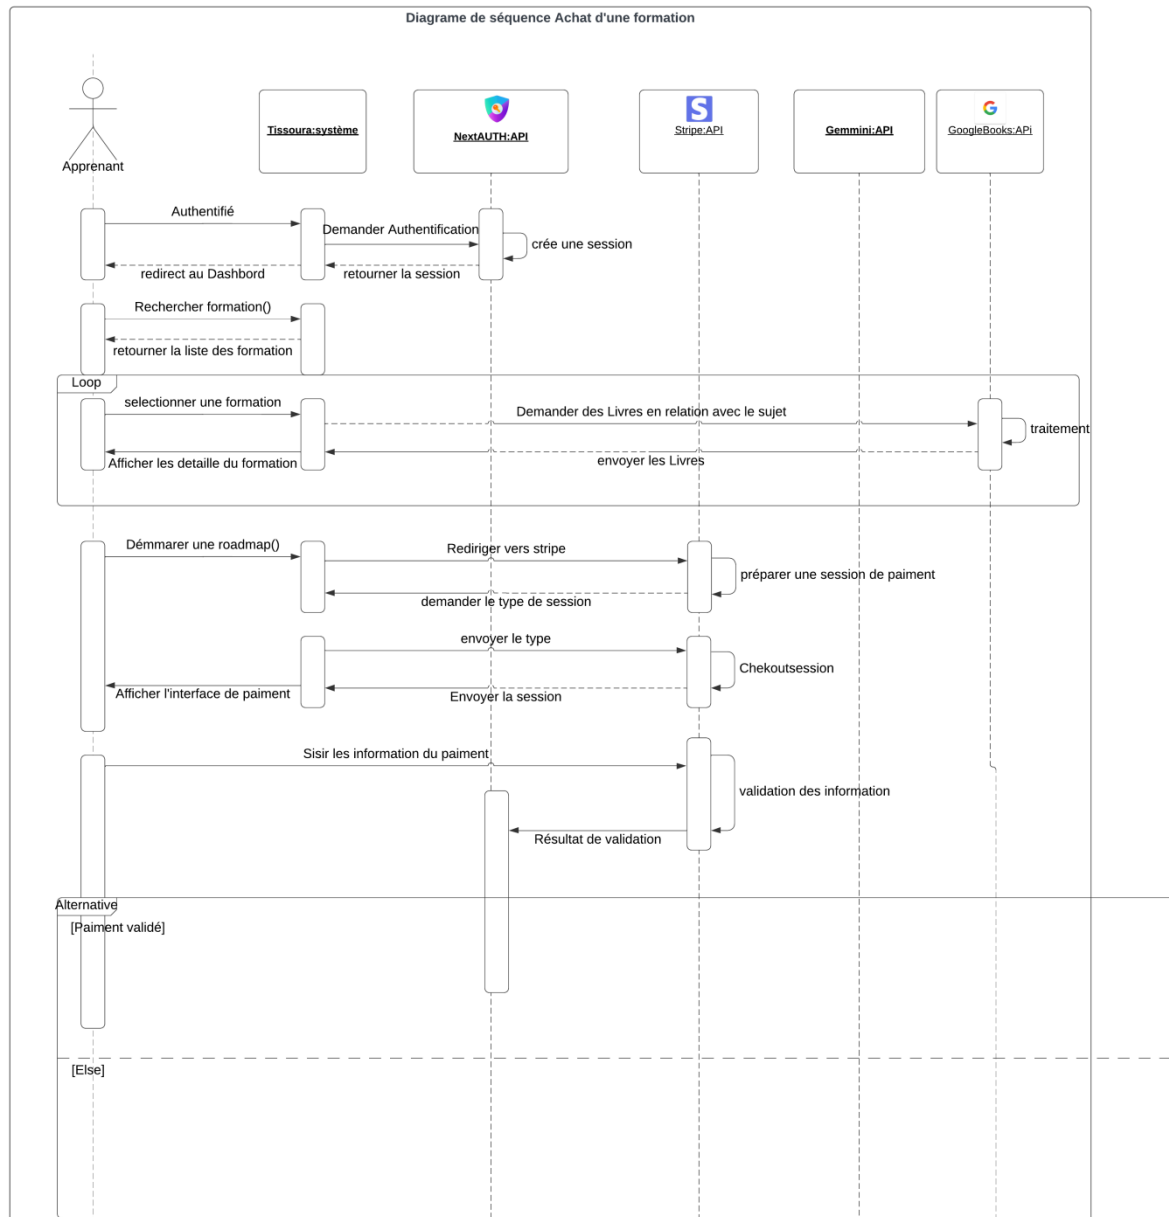 Diagrame de séquence Achat d'une formation
Apprenant
Tissoura:système
NextAUTH:API
S
Stripe:API
Gemmini:API
G
GoogleBooks:APi
Authentifié
Demander Authentification
crée une session
redirect au Dashbord
retourner la session
Rechercher formation()
retourner la liste des formation
Loop
selectionner une formation
Demander des Livres en relation avec le sujet
traitement
Afficher les detaille du formation
envoyer les Livres
Démmarer une roadmap()
Rediriger vers stripe
préparer une session de paiment
demander le type de session
envoyer le type
Chekoutsession
Afficher l'interface de paiment
Envoyer la session
Sisir les information du paiment
validation des information
Résultat de validation
Alternative
[Paiment validé]
[Else]